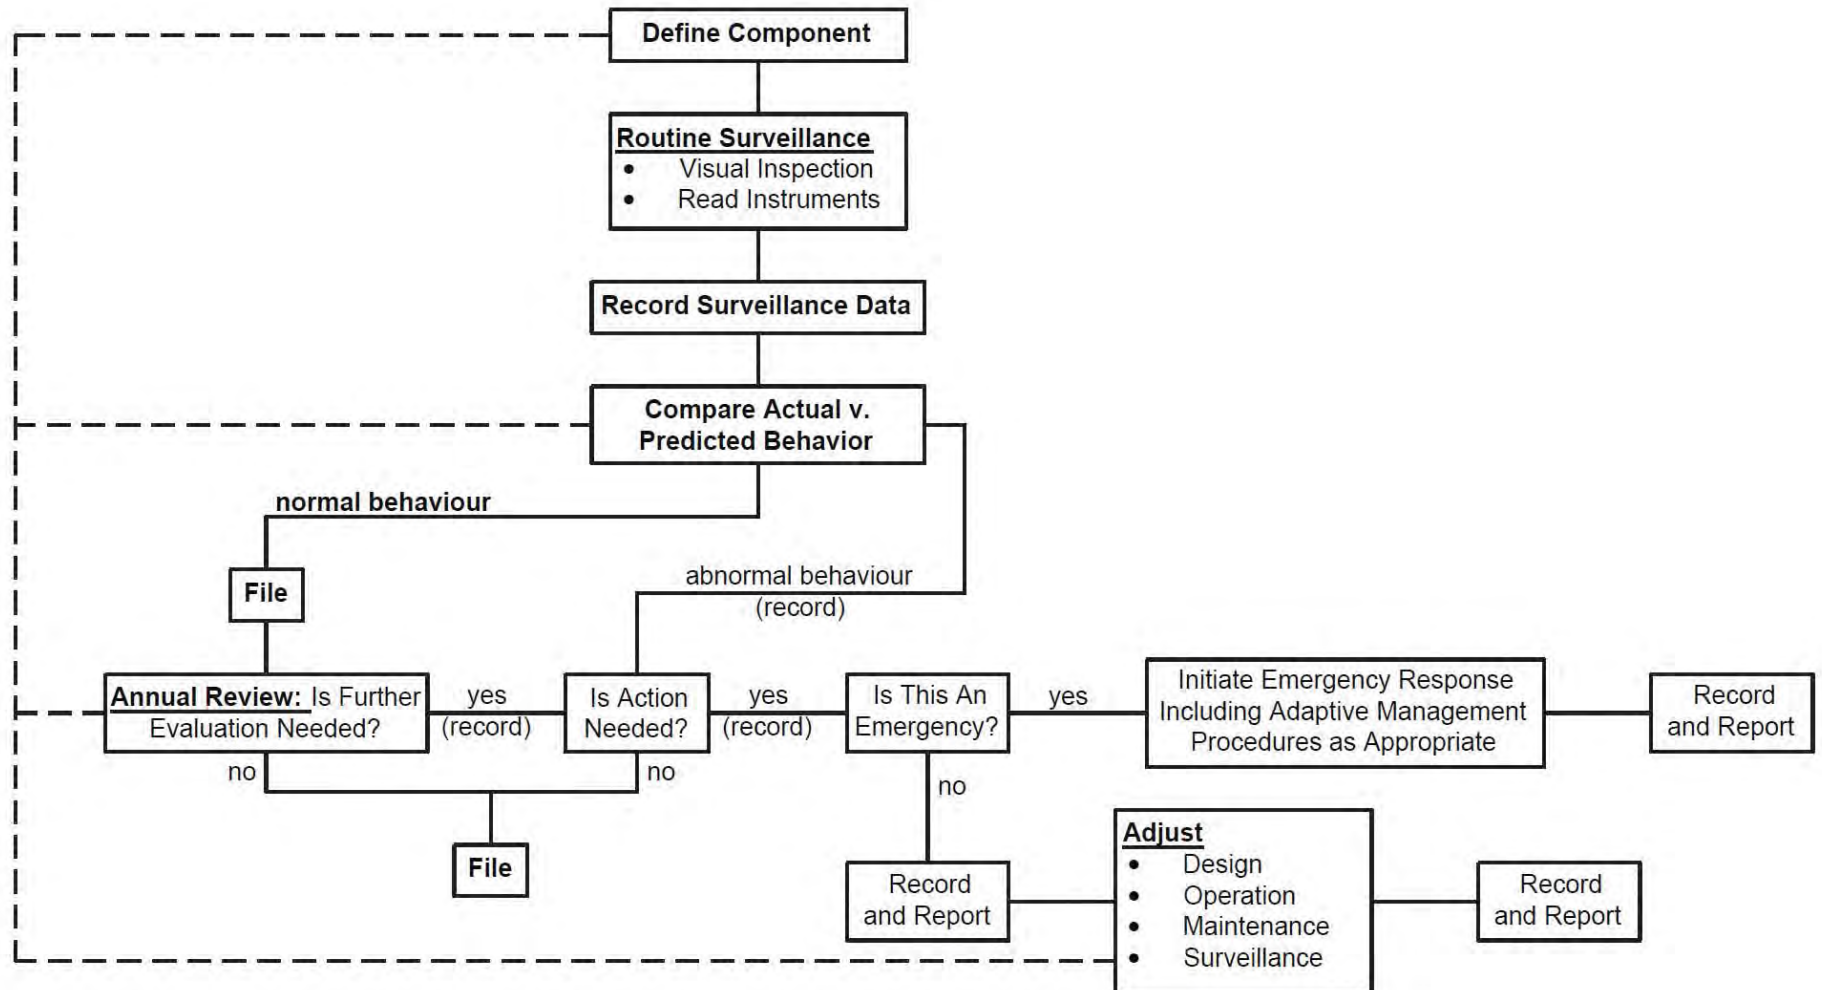 Define Component
Routine Surveillance
• Visual Inspection
• Read Instruments
Record Surveillance Data
Compare Actual v.
Predicted Behavior
normal behaviour
abnormal behaviour
(record)
File
Annual Review: Is Further
Evaluation Needed?
yes
(record)
Is Action
Needed?
yes
(record)
Is This An
Emergency?
yes
Initiate Emergency Response
Including Adaptive Management
Procedures as Appropriate
Record
and Report
no
no
no
File
Record
and Report
Adjust
• Design
• Operation
• Maintenance
• Surveillance
Record
and Report